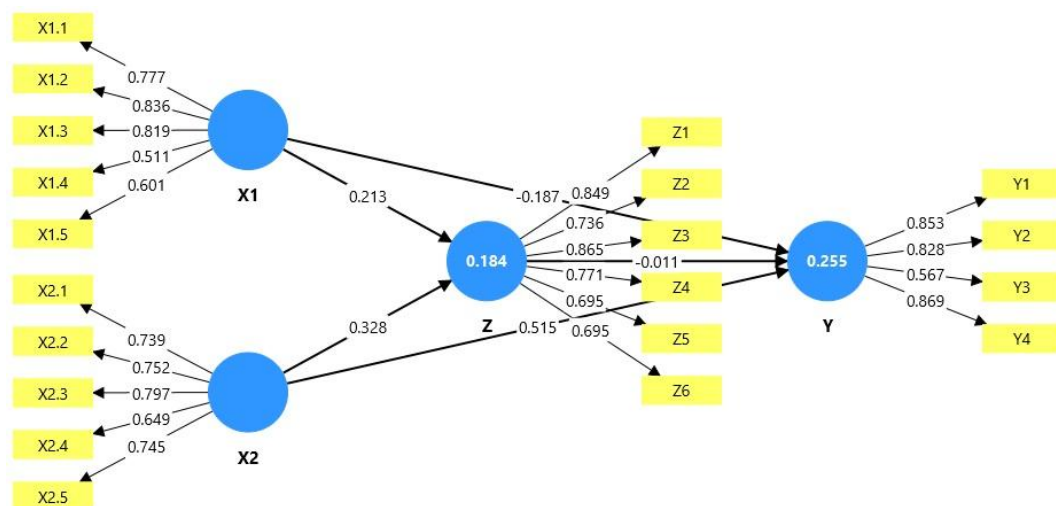 X1.1
X1.2
X1.3
X1.4
X1.5
0.777
0.836
0.819
0.511
0.601
X1
X2.1
X2.2
X2.3
X2.4
X2.5
0.739
0.752
0.797
0.649
0.745
X2
0.213
0.328
-0.187
-0.011
0.515
0.184
Z
0.849
0.736
0.865
0.771
0.695
0.695
Z1
Z2
Z3
Z4
Z5
Z6
0.255
Y
0.853
0.828
0.567
0.869
Y1
Y2
Y3
Y4